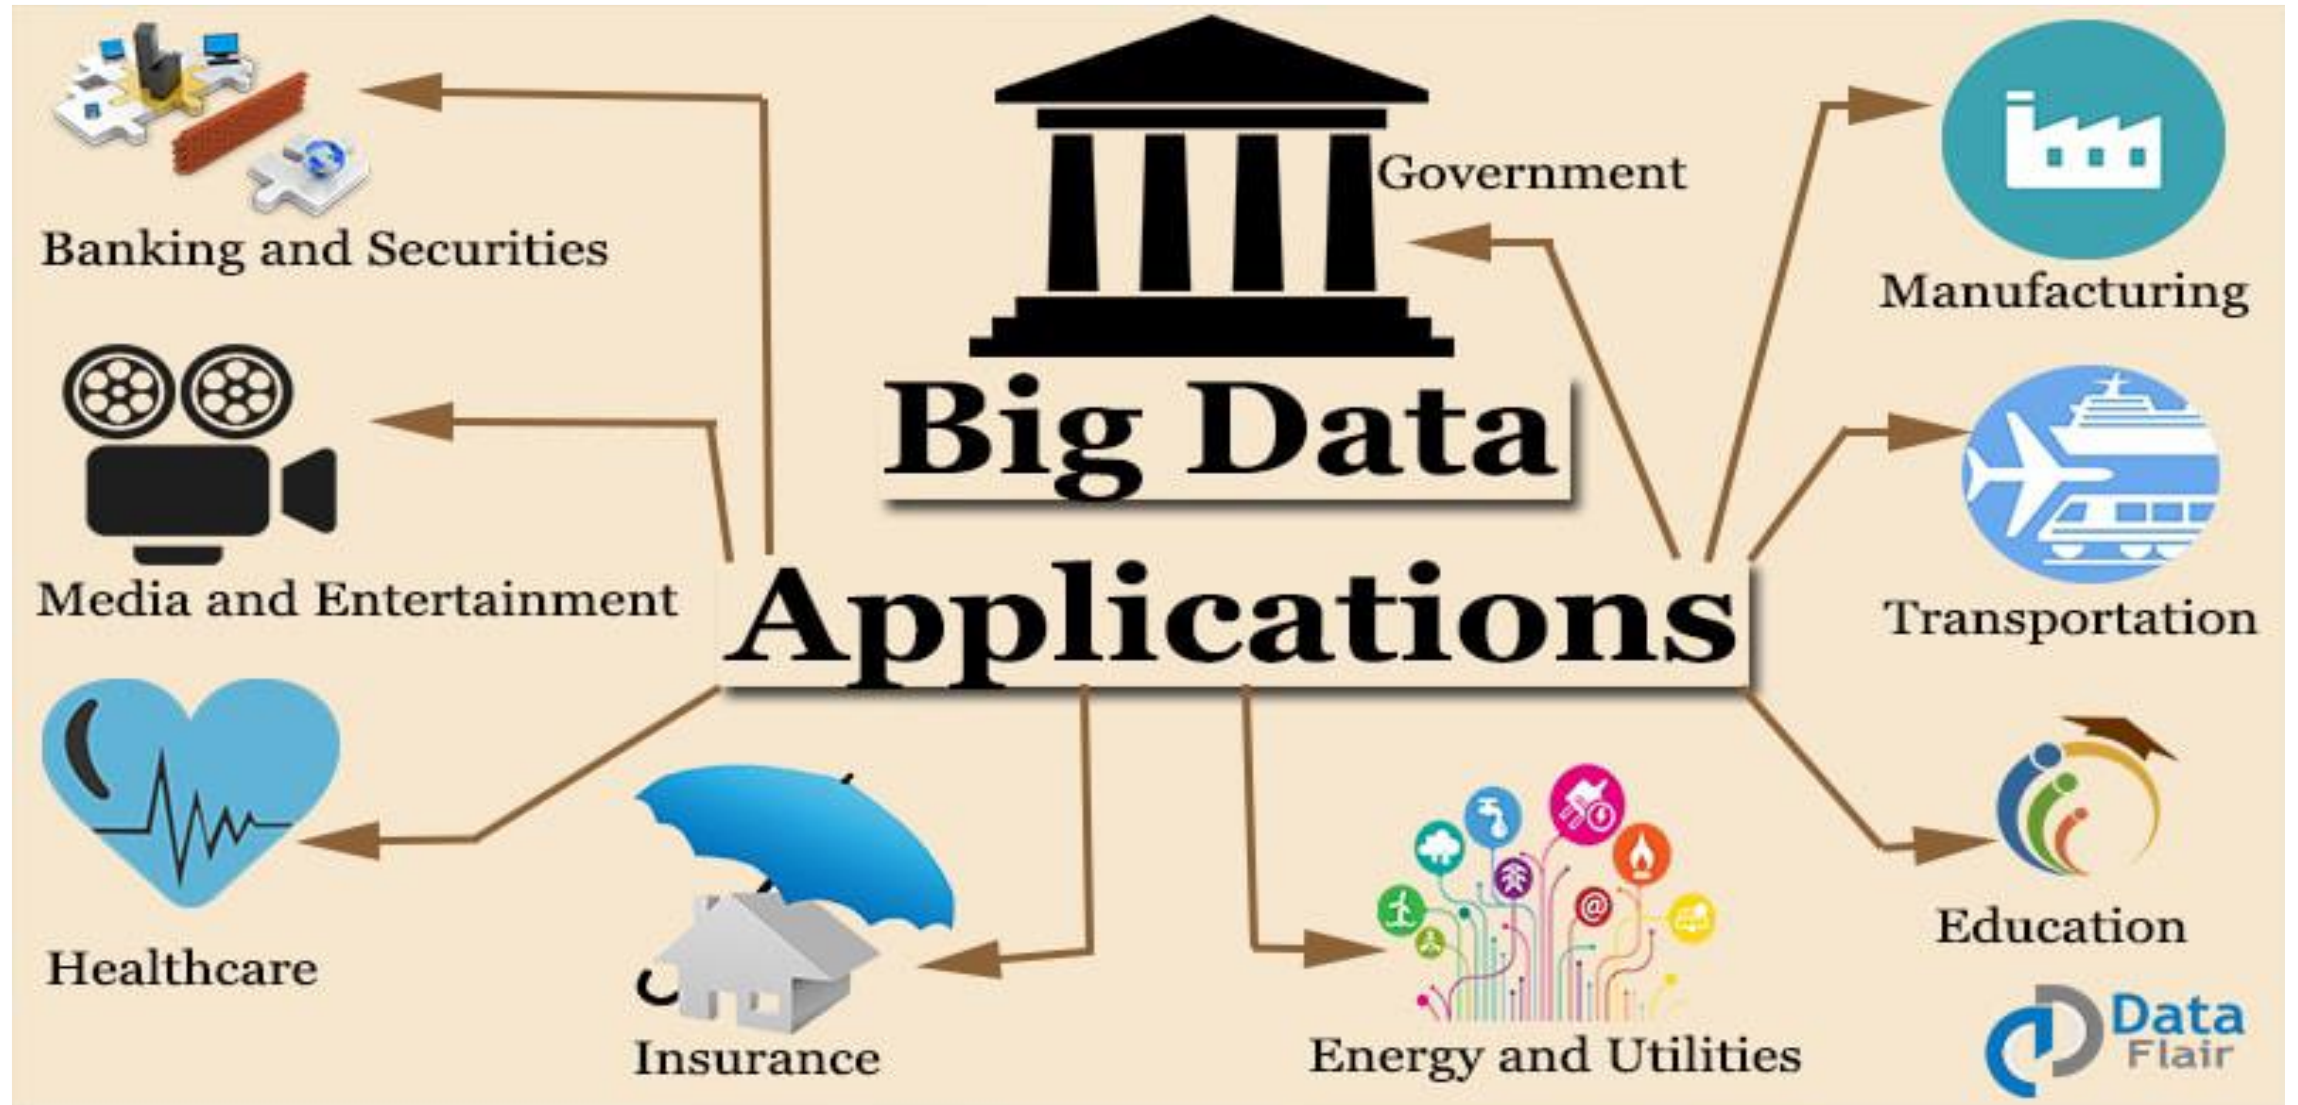 Government
Banking and Securities
Manufacturing
Big Data
Applications
Media and Entertainment
Transportation
Healthcare
Insurance
Energy and Utilities
Education
Data
Flair